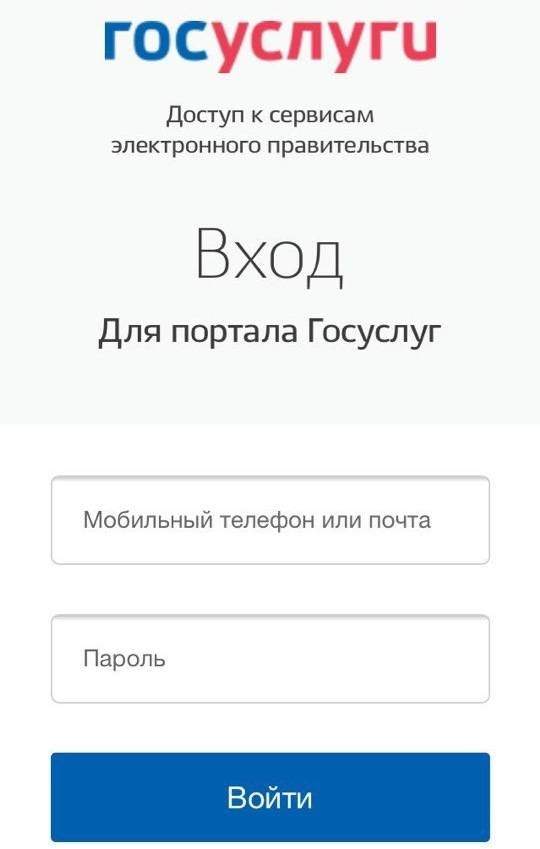 госуслуги
Доступ к сервисам
электронного правительства
Вход
Для портала Госуслуг
Мобильный телефон или почта
Пароль
Войти